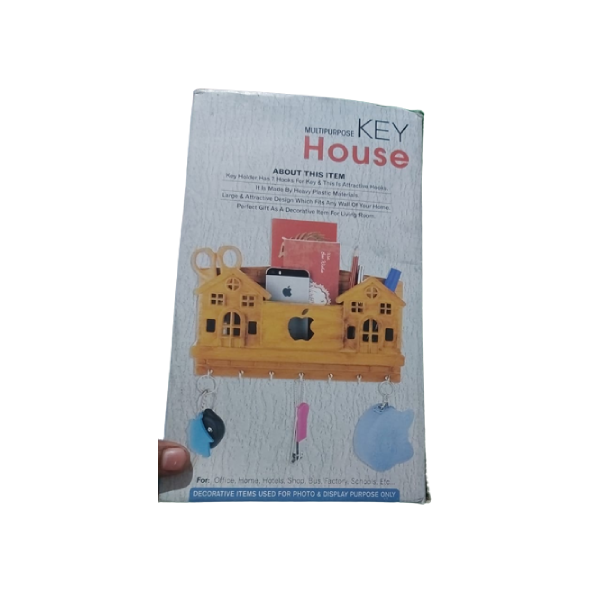 MULTIPURPOSE KEY
House
ABOUT THIS ITEM
Key Holder Has 7 Hooks For Key & This Is Attractive Hooks.
It Is Made By Heavy Plastic Materials.
Large & Attractive Design Which Fits Any Wall Of Your Home.
Perfect Gift As A Decorative Item For Living Room.
For: Office, Home, Hotels, Shop, Bus, Factory, Schools, Etc...
DECORATIVE ITEMS USED FOR PHOTO & DISPLAY PURPOSE ONLY